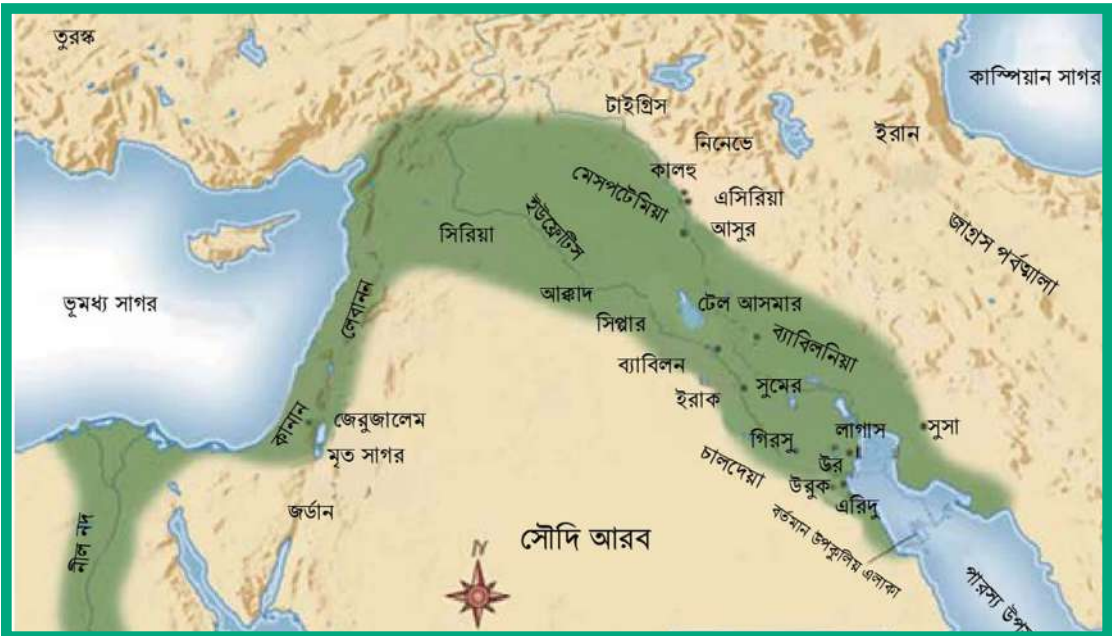 তুরস্ক
কাস্পিয়ান সাগর
টাইগ্রিস
ইরান
নিনেভে
কালহু
মেসপটেমিয়া
এসিরিয়া
আসুর
ইউফ্রেটিস
সিরিয়া
জাগ্রস পর্বতমালা
ভূমধ্য সাগর
লেবানন
আক্কাদ
টেল আসমার
সিপ্পার
ব্যাবিলনিয়া
ব্যাবিলন
সুমের
ইরাক
কানান
জেরুজালেম
মৃত সাগর
গিরসু
লাগাস
সুসা
উর
চালদেয়া
উরুক
এরিদু
জর্ডান
বর্তমান উপকুলিয় এলাকা
নীল নদ
সৌদি আরব
N
পারস্য